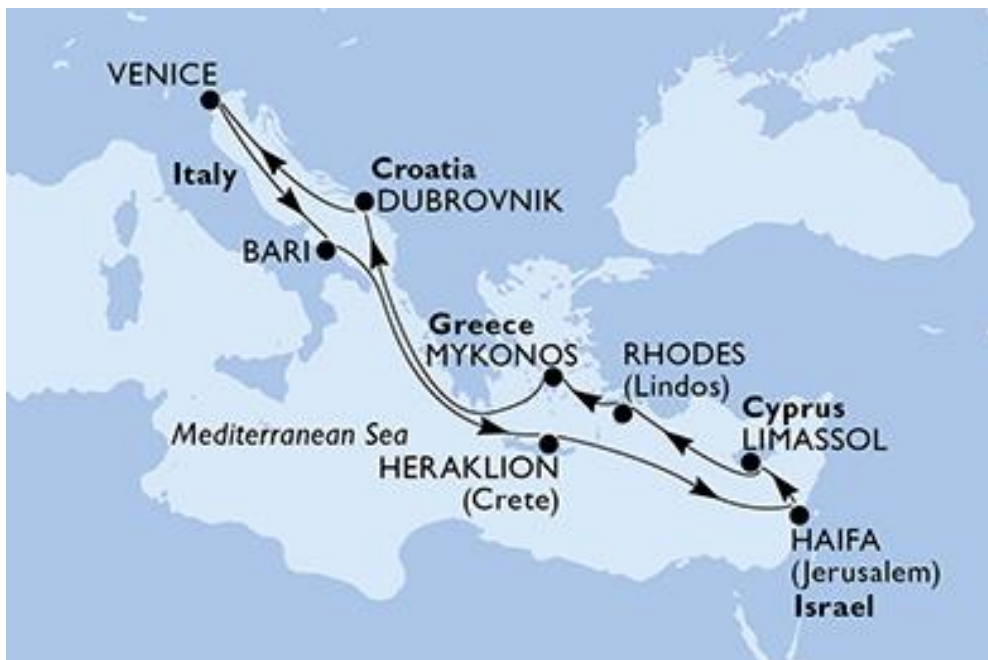 VENICE
Italy
Croatia
DUBROVNIK
BARI
Greece
MYKONOS
RHODES
(Lindos)
Cyprus
LIMASSOL
Mediterranean Sea
HERAKLION
(Crete)
HAIFA
(Jerusalem)
Israel